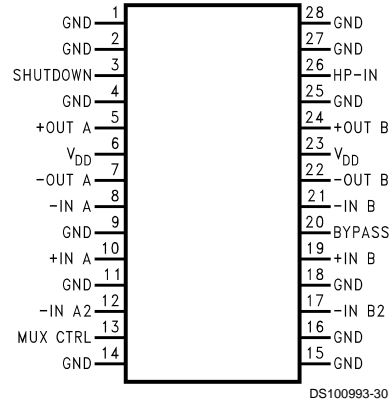 GND 1 28 GND
GND 2 27 GND
SHUTDOWN 3 26 HP-IN
GND 4 25 GND
+OUT A 5 24 +OUT B
VDD 6 23 VDD
-OUT A 7 22 -OUT B
-IN A 8 21 -IN B
GND 9 20 BYPASS
+IN A 10 19 +IN B
GND 11 18 GND
-IN A2 12 17 -IN B2
MUX CTRL 13 16 GND
GND 14 15 GND
DS100993-30